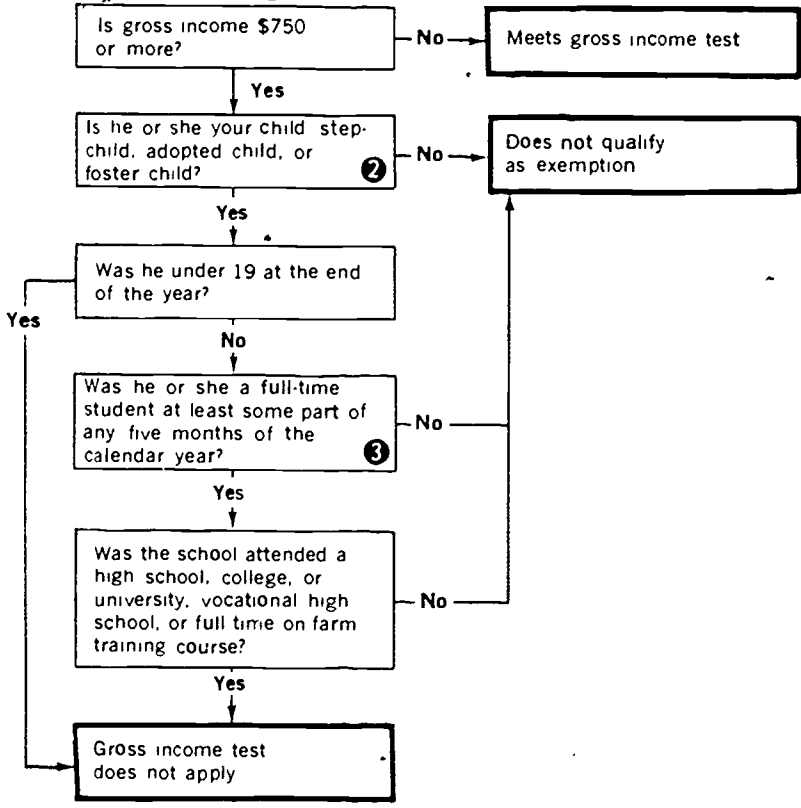 Is gross income $750
or more?
No
Meets gross income test
Yes
Is he or she your child step-
child, adopted child, or
foster child?
2
No
Does not qualify
as exemption
Yes
Was he under 19 at the end
of the year?
Yes
No
Was he or she a full-time
student at least some part of
any five months of the
calendar year?
3
No
Yes
Was the school attended a
high school, college, or
university, vocational high
school, or full time on farm
training course?
No
Yes
Gross income test
does not apply